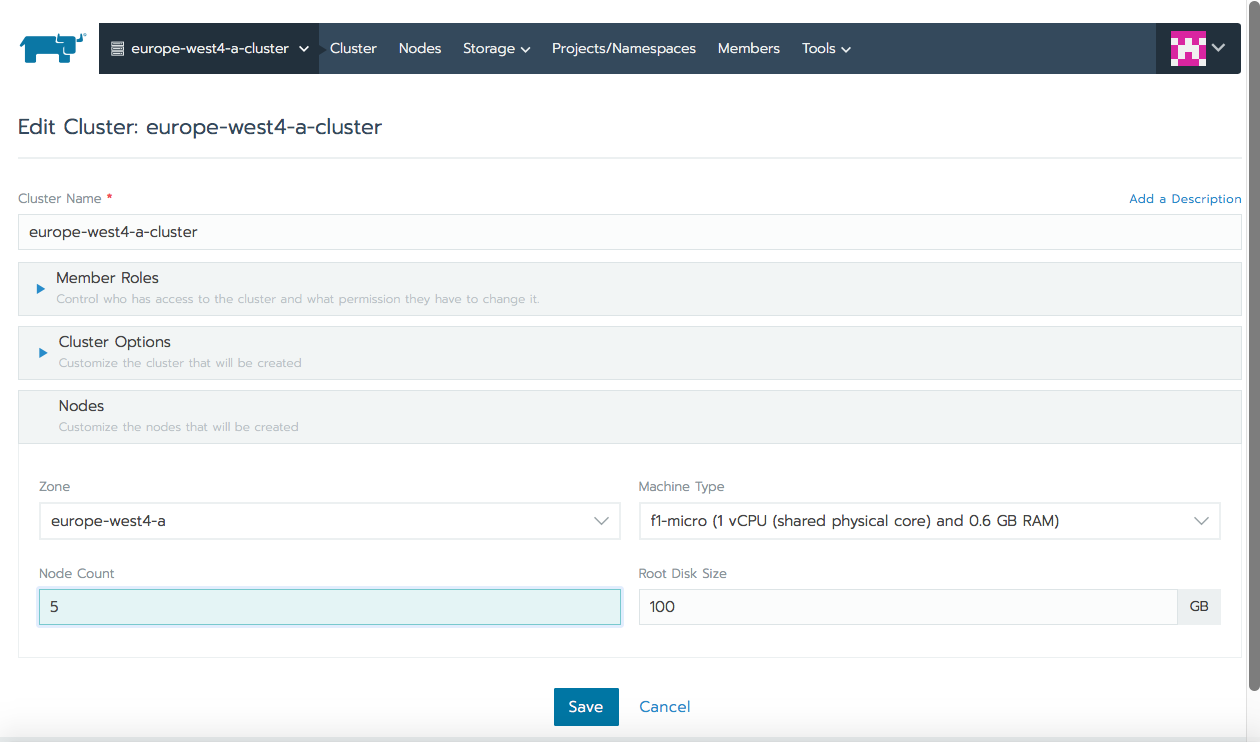 europe-west4-a-cluster Cluster Nodes Storage Projects/Namespaces Members Tools
Edit Cluster: europe-west4-a-cluster
Cluster Name * Add a Description
europe-west4-a-cluster
Member Roles
Control who has access to the cluster and what permission they have to change it.
Cluster Options
Customize the cluster that will be created
Nodes
Customize the nodes that will be created
Zone Machine Type
europe-west4-a f1-micro (1 vCPU (shared physical core) and 0.6 GB RAM)
Node Count Root Disk Size
5 100 GB
Save Cancel